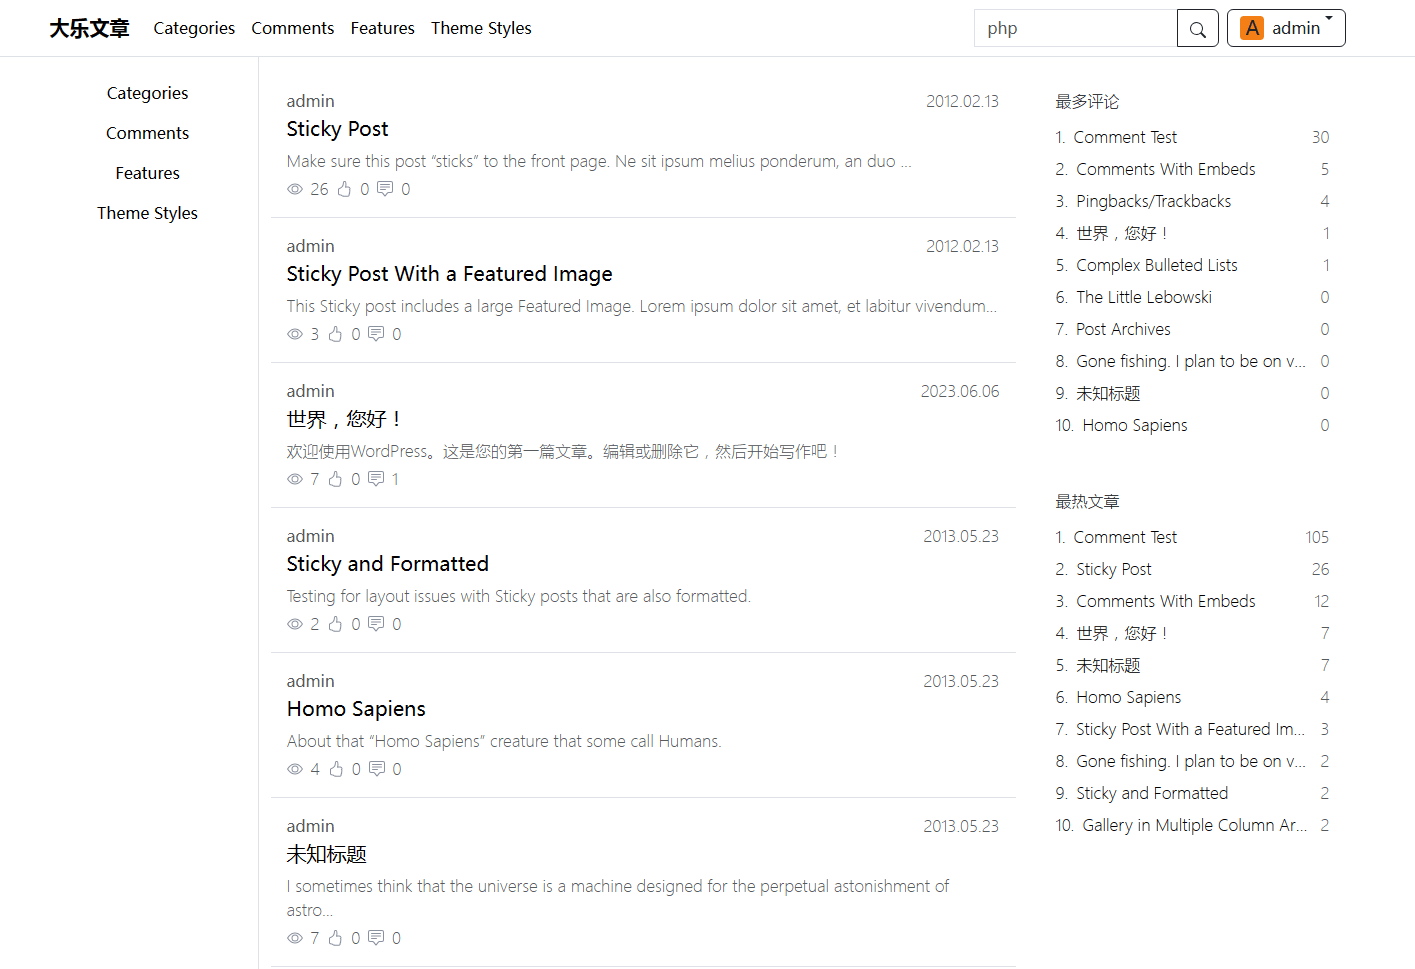 大乐文章 Categories Comments Features Theme Styles php A admin
Categories
Comments
Features
Theme Styles
admin 2012.02.13
Sticky Post
Make sure this post “sticks” to the front page. Ne sit ipsum melius ponderum, an duo ...
26 0 0
admin 2012.02.13
Sticky Post With a Featured Image
This Sticky post includes a large Featured Image. Lorem ipsum dolor sit amet, et labitur vivendum...
3 0 0
admin 2023.06.06
世界，您好！
欢迎使用WordPress。这是您的第一篇文章。编辑或删除它，然后开始写作吧！
7 0 1
admin 2013.05.23
Sticky and Formatted
Testing for layout issues with Sticky posts that are also formatted.
2 0 0
admin 2013.05.23
Homo Sapiens
About that “Homo Sapiens” creature that some call Humans.
4 0 0
admin 2013.05.23
未知标题
I sometimes think that the universe is a machine designed for the perpetual astonishment of
astro...
7 0 0
最多评论
1. Comment Test 30
2. Comments With Embeds 5
3. Pingbacks/Trackbacks 4
4. 世界，您好！ 1
5. Complex Bulleted Lists 1
6. The Little Lebowski 0
7. Post Archives 0
8. Gone fishing. I plan to be on v... 0
9. 未知标题 0
10. Homo Sapiens 0
最热文章
1. Comment Test 105
2. Sticky Post 26
3. Comments With Embeds 12
4. 世界，您好！ 7
5. 未知标题 7
6. Homo Sapiens 4
7. Sticky Post With a Featured Im... 3
8. Gone fishing. I plan to be on v... 2
9. Sticky and Formatted 2
10. Gallery in Multiple Column Ar... 2